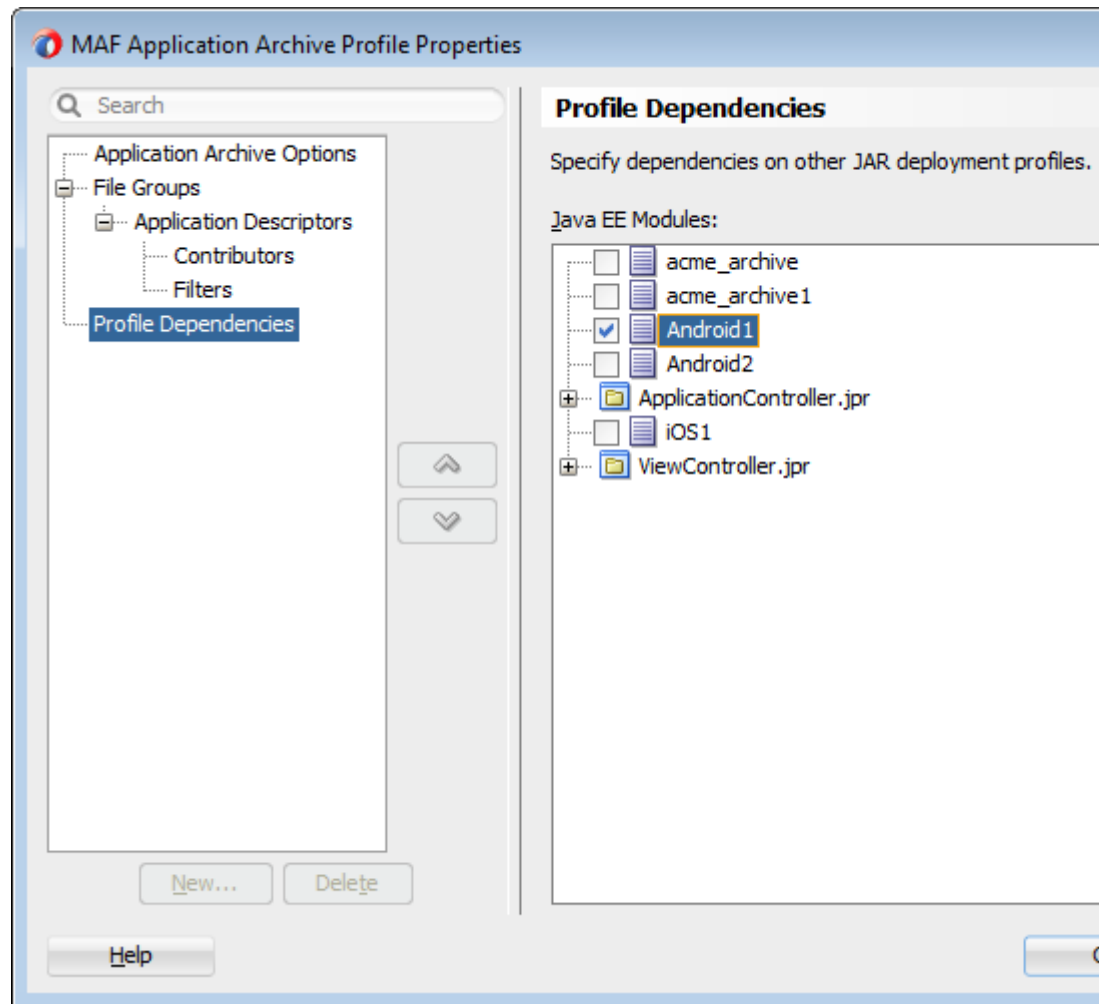 MAF Application Archive Profile Properties
Search
Application Archive Options
File Groups
Application Descriptors
Contributors
Filters
Profile Dependencies
New...
Delete
Help
Profile Dependencies
Specify dependencies on other JAR deployment profiles.
Java EE Modules:
acme_archive
acme_archive1
Android1
Android2
ApplicationController.jpr
iOS1
ViewController.jpr